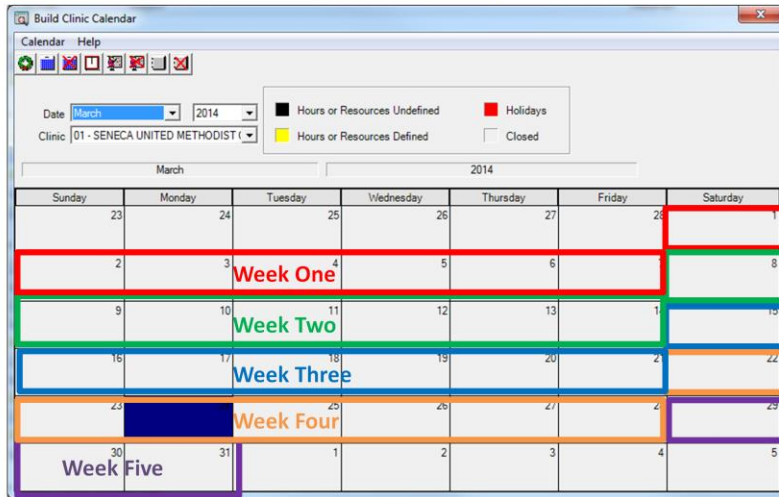 Build Clinic Calendar
Calendar Help
Date March 2014
Clinic 01 - SENECA UNITED METHODIST
Hours or Resources Undefined Holidays
Hours or Resources Defined Closed
March 2014
Sunday Monday Tuesday Wednesday Thursday Friday Saturday
23 24 25 26 27 28 1
2 3 4 5 6 8
Week One
9 10 11 12 13 14 15
Week Two
16 17 18 19 20 21 22
Week Three
23 25 26 27 28 29
Week Four
30 31 1 2 3 4 5
Week Five